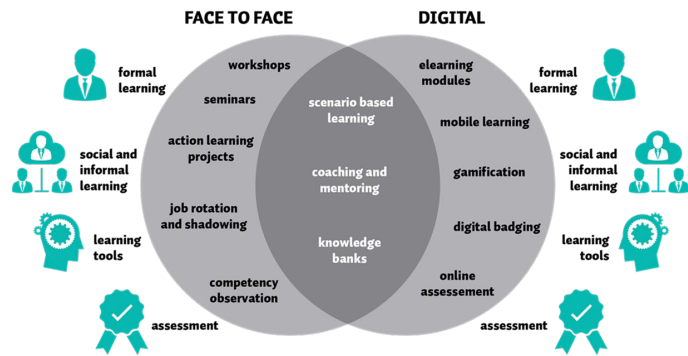 FACE TO FACE
DIGITAL
formal
learning
social and
informal
learning
learning
tools
assessment
workshops
seminars
action learning
projects
job rotation
and shadowing
competency
observation
scenario based
learning
coaching and
mentoring
knowledge
banks
elearning
modules
mobile learning
gamification
digital badging
online
assessement
formal
learning
social and
informal
learning
learning
tools
assessment